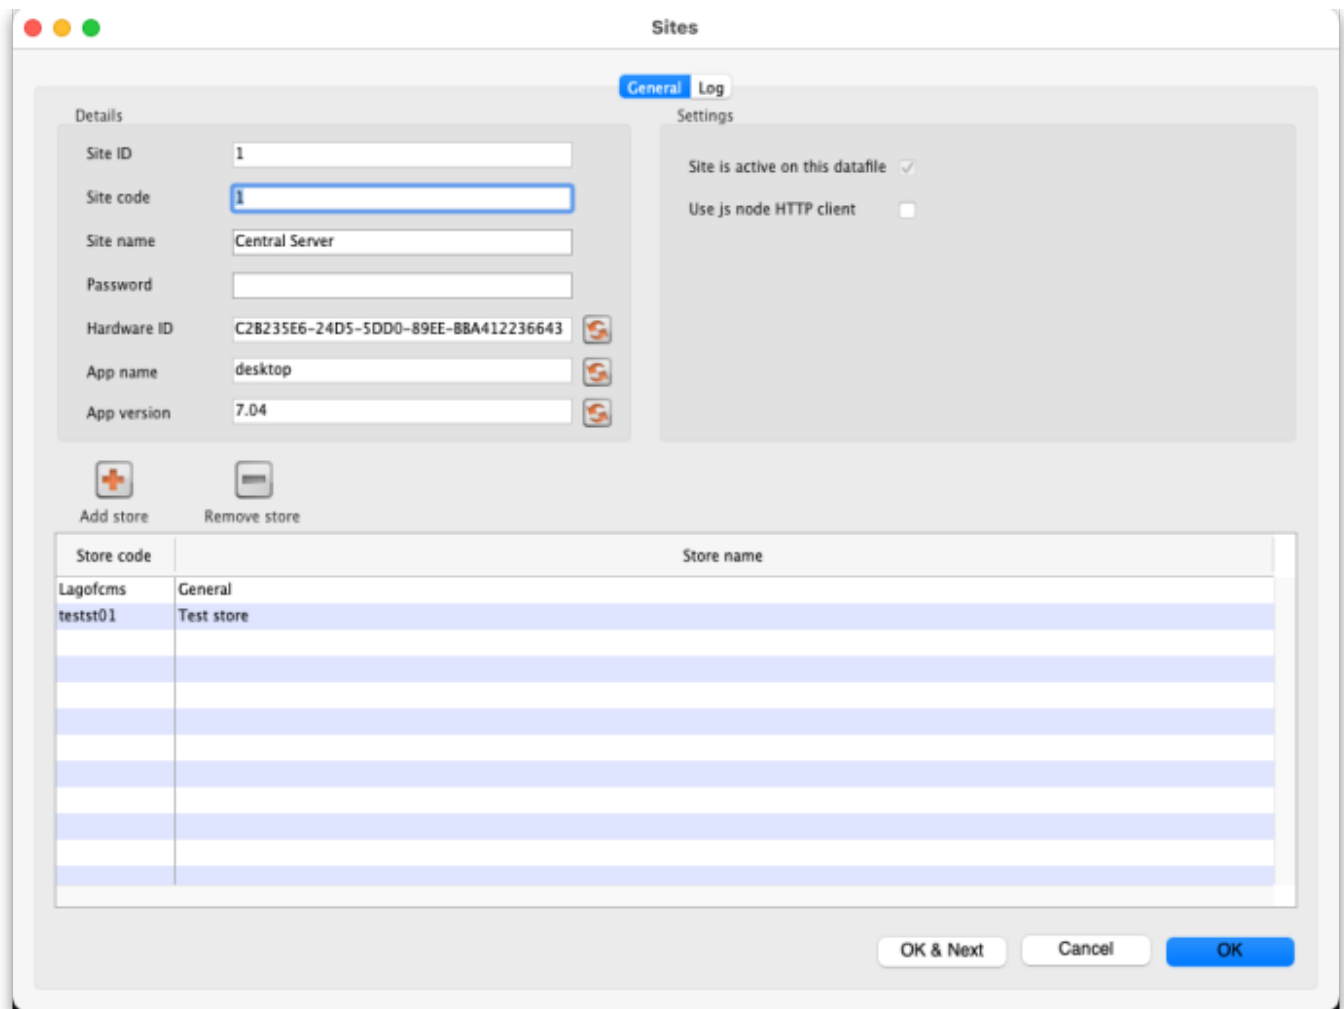 Sites
General Log
Details
Site ID 1
Site code 1
Site name Central Server
Password
Hardware ID C2B235E6-24D5-5DD0-89EE-BBA412236643
App name desktop
App version 7.04
Settings
Site is active on this datafile
Use js node HTTP client
Add store Remove store
Store code Store name
Lagofcms General
testst01 Test store
OK & Next Cancel OK